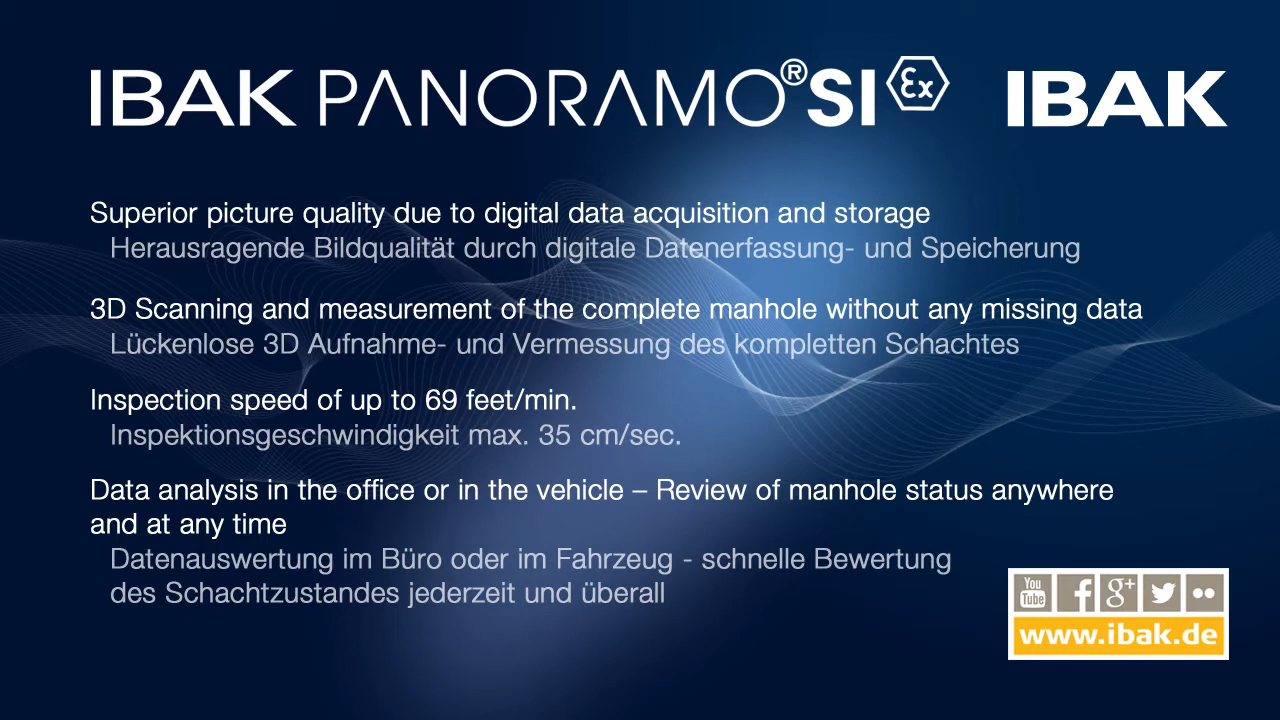 IBAK PANORAMO®SI Ex IBAK
Superior picture quality due to digital data acquisition and storage
Herausragende Bildqualität durch digitale Datenerfassung- und Speicherung
3D Scanning and measurement of the complete manhole without any missing data
Lückenlose 3D Aufnahme- und Vermessung des kompletten Schachtes
Inspection speed of up to 69 feet/min.
Inspektionsgeschwindigkeit max. 35 cm/sec.
Data analysis in the office or in the vehicle – Review of manhole status anywhere
and at any time
Datenauswertung im Büro oder im Fahrzeug - schnelle Bewertung
des Schachtzustandes jederzeit und überall
You
Tube f g+
www.ibak.de